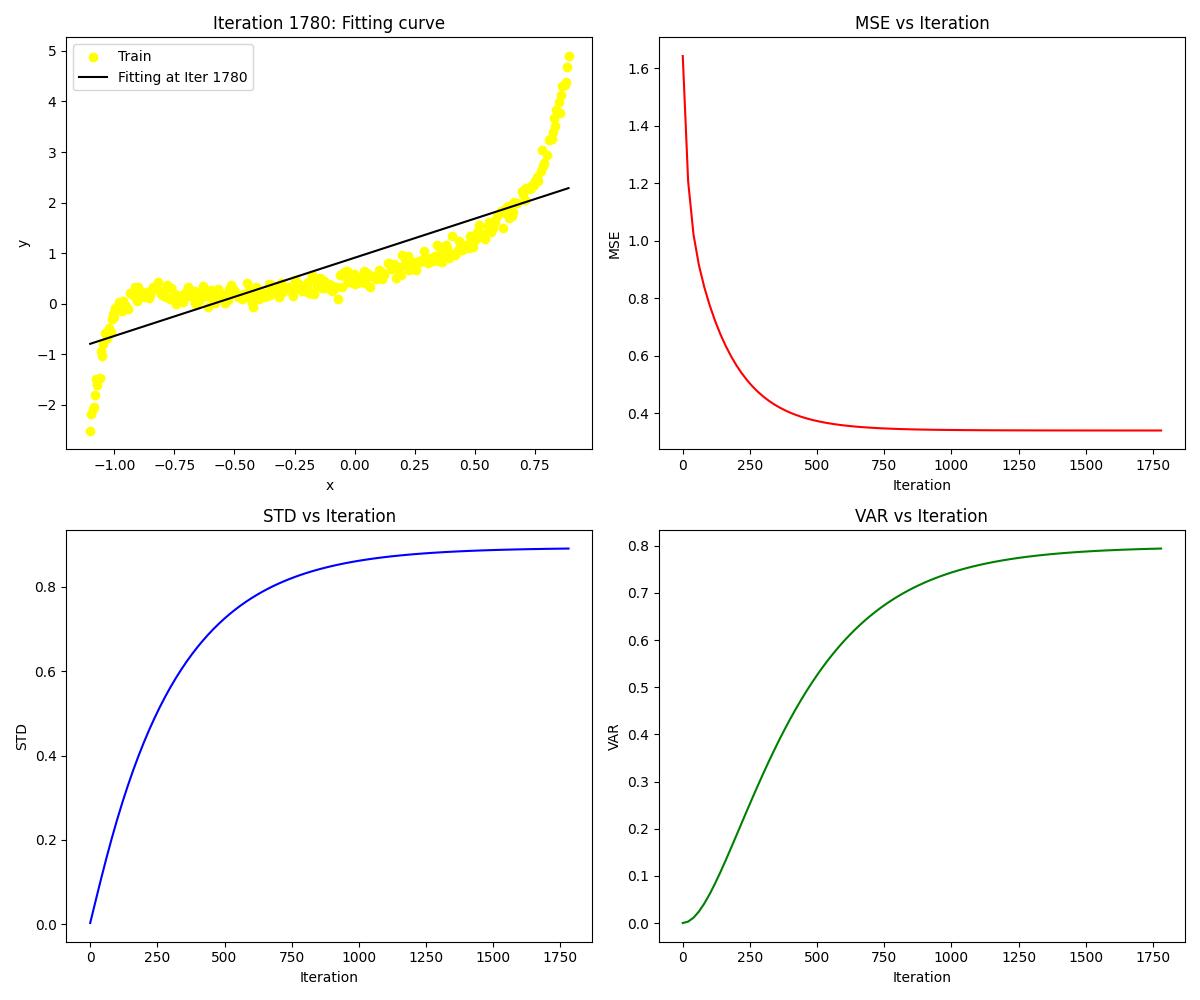 Iteration 1780: Fitting curve
Train
Fitting at Iter 1780
5
4
3
2
1
0
−1
−2
y
−1.00 −0.75 −0.50 −0.25 0.00 0.25 0.50 0.75
x
MSE vs Iteration
1.6
1.4
1.2
1.0
0.8
0.6
0.4
MSE
0 250 500 750 1000 1250 1500 1750
Iteration
STD vs Iteration
0.8
0.6
0.4
0.2
0.0
STD
0 250 500 750 1000 1250 1500 1750
Iteration
VAR vs Iteration
0.8
0.7
0.6
0.5
0.4
0.3
0.2
0.1
0.0
VAR
0 250 500 750 1000 1250 1500 1750
Iteration